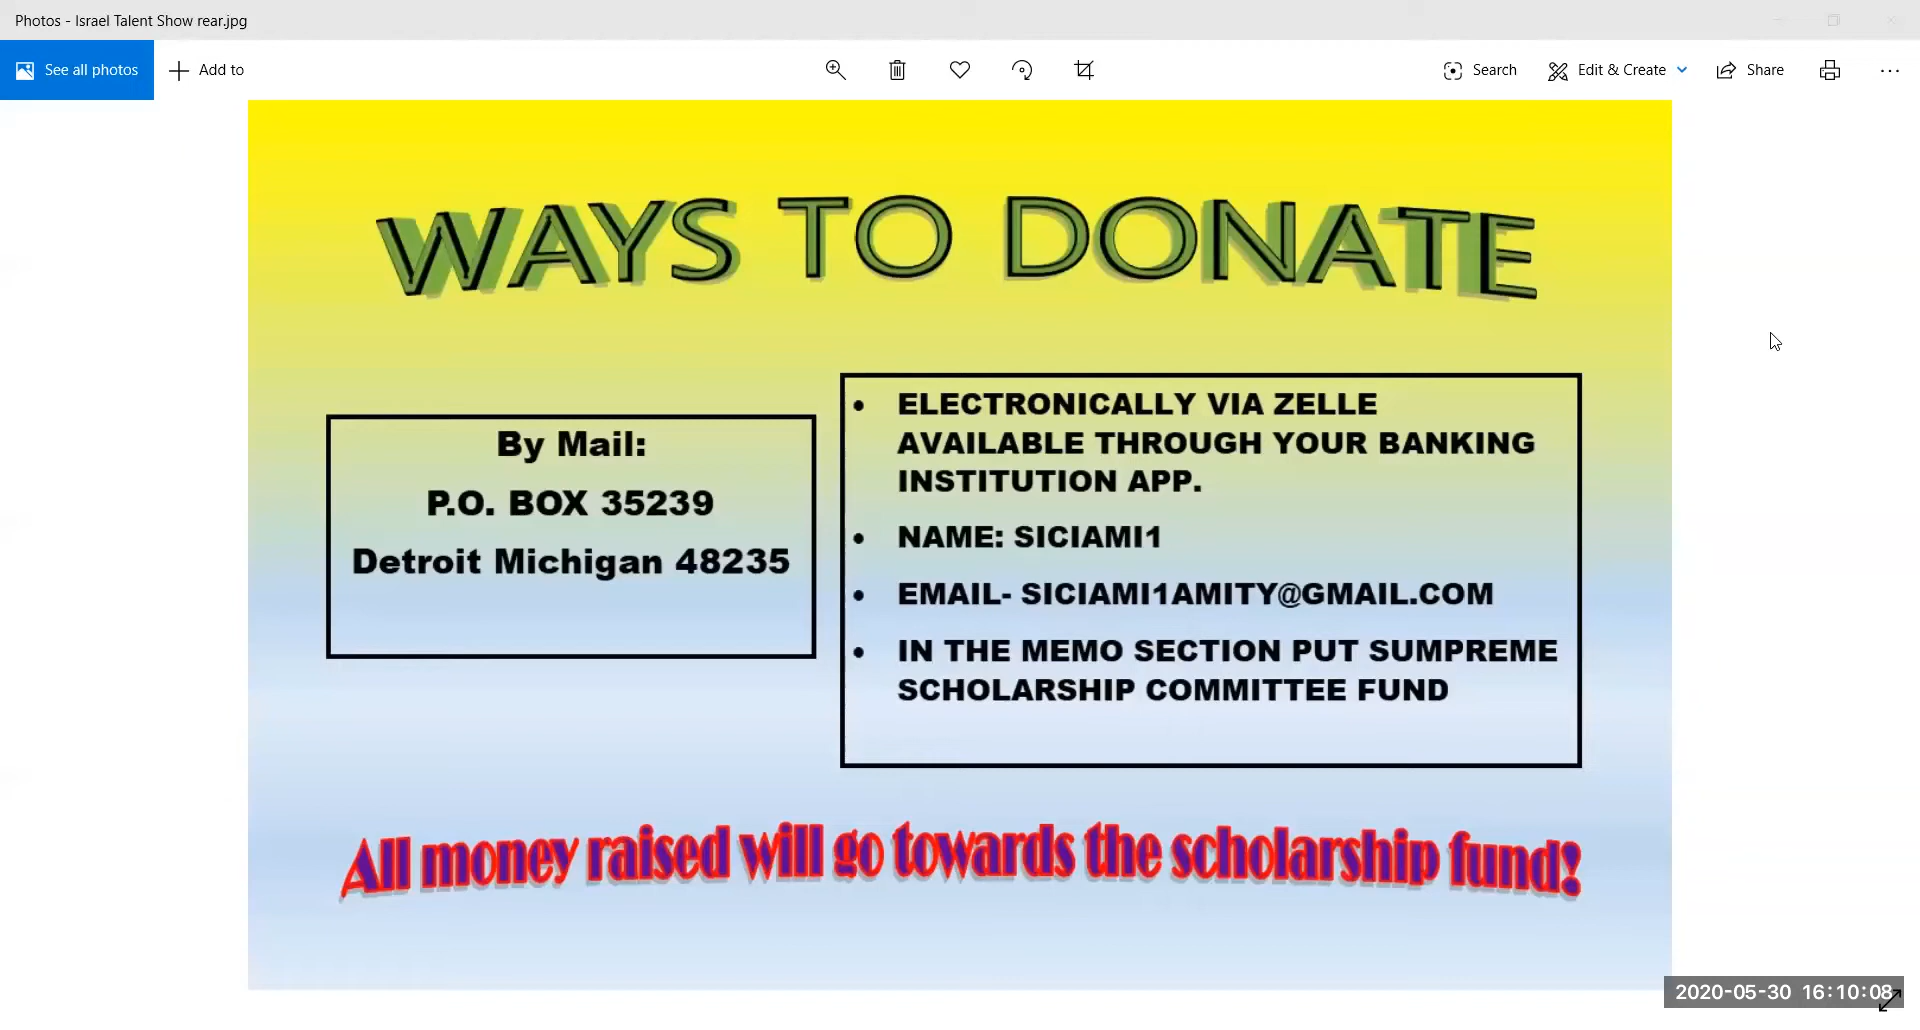 Photos - Israel Talent Show rear.jpg
See all photos
Add to
Search
Edit & Create
Share
WAYS TO DONATE
By Mail:
P.O. BOX 35239
Detroit Michigan 48235
• ELECTRONICALLY VIA ZELLE
AVAILABLE THROUGH YOUR BANKING
INSTITUTION APP.
• NAME: SICIAMI1
• EMAIL- SICIAMI1AMITY@GMAIL.COM
• IN THE MEMO SECTION PUT SUMPREME
SCHOLARSHIP COMMITTEE FUND
All money raised will go towards the scholarship fund!
2020-05-30 16:10:08